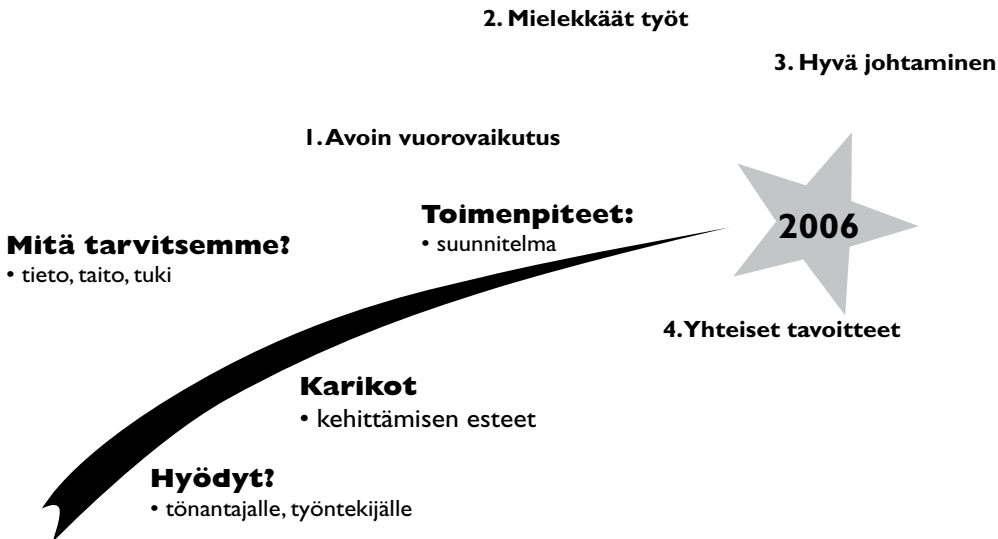 2. Mielekkäät työt
3. Hyvä johtaminen
1. Avoin vuorovaikutus
Toimenpiteet:
• suunnitelma
2006
Mitä tarvitsemme?
• tieto, taito, tuki
4. Yhteiset tavoitteet
Karikot
• kehittämisen esteet
Hyödyt?
• tönantajalle, työntekijälle